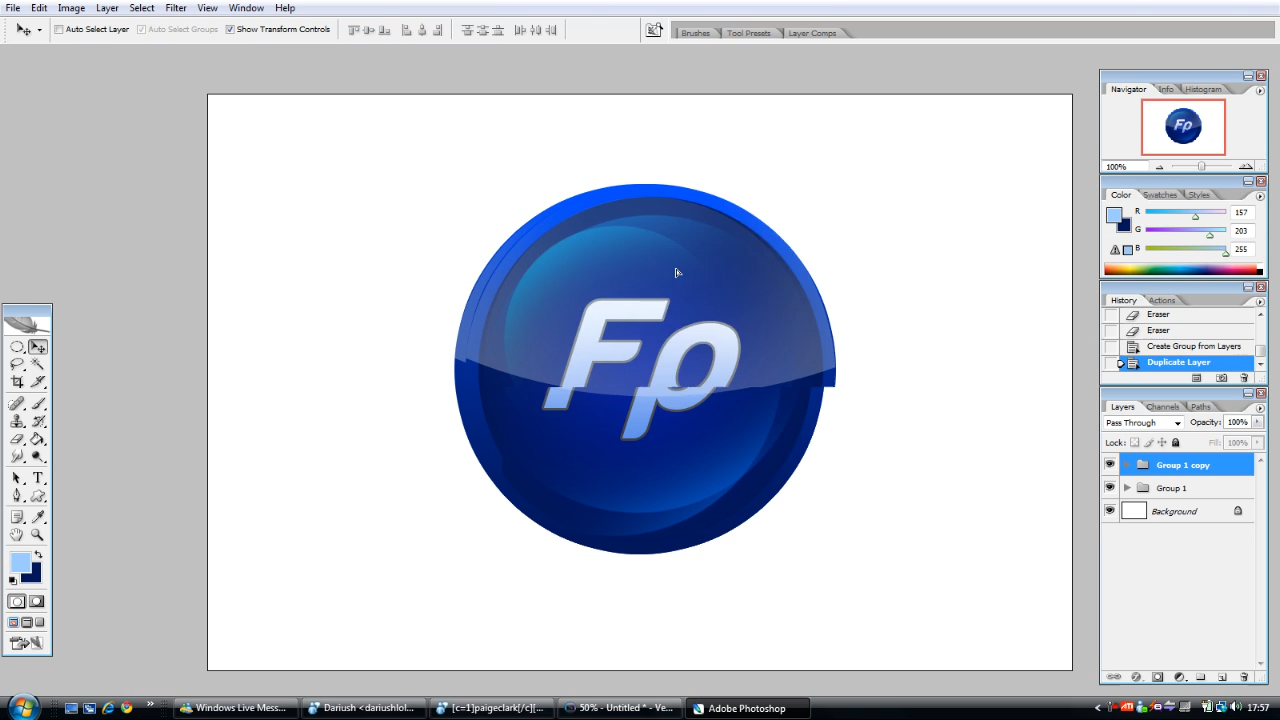 File Edit Image Layer Select Filter View Window Help
Auto Select Layer Auto Select Groups Show Transform Controls
Brushes Tool Presets Layer Comps
Navigator Info Histogram
Fp
100%
Color Swatches Styles
R 157
G 203
B 255
History Actions
Eraser
Eraser
Create Group from Layers
Duplicate Layer
Layers Channels Paths
Pass Through Opacity: 100%
Lock: Fill: 100%
Group 1 copy
Group 1
Background
Fp
T
Windows Live Mess... Dariush <dariushlo... [c=1]paigeclark[/c][... 50% - Untitled * - Ve... Adobe Photoshop 17:57